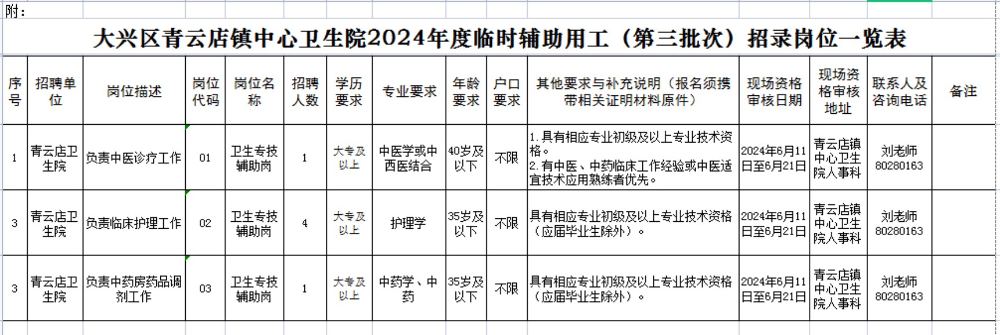 附：
大兴区青云店镇中心卫生院2024年度临时辅助用工（第三批次）招录岗位一览表
序号 招聘单位 岗位描述 岗位代码 岗位名称 招聘人数 学历要求 专业要求 年龄要求 户口要求 其他要求与补充说明（报名须携带相关证明材料原件） 现场资格审核日期 现场资格审核地址 联系人及咨询电话 备注
1 青云店卫生院 负责中医诊疗工作 01 卫生专技辅助岗 1 大专及以上 中医学或中西医结合 40岁及以下 不限 1.具有相应专业初级及以上专业技术资格。 2.有中医、中药临床工作经验或中医适宜技术应用熟练者优先。 2024年6月11日至6月21日 青云店镇中心卫生院人事科 刘老师 80280163
3 青云店卫生院 负责临床护理工作 02 卫生专技辅助岗 4 大专及以上 护理学 35岁及以下 不限 具有相应专业初级及以上专业技术资格（应届毕业生除外）。 2024年6月11日至6月21日 青云店镇中心卫生院人事科 刘老师 80280163
3 青云店卫生院 负责中药房药品调剂工作 03 卫生专技辅助岗 1 大专及以上 中药学、中药 35岁及以下 不限 具有相应专业初级及以上专业技术资格（应届毕业生除外）。 2024年6月11日至6月21日 青云店镇中心卫生院人事科 刘老师 80280163